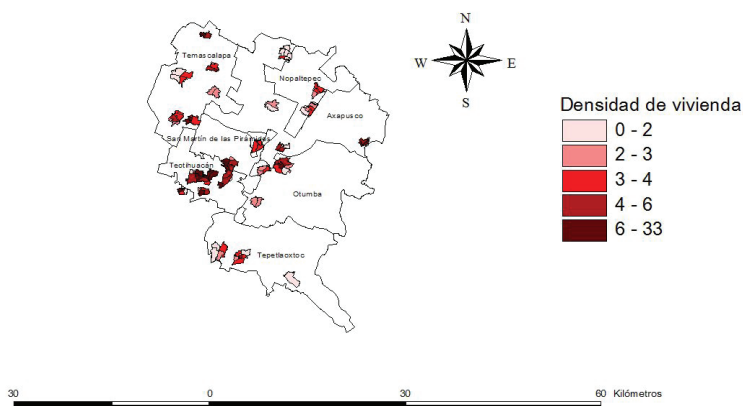 N
W E
S
Temascalapa
Nopaltepec
Axapusco
San Martín de las Pirámides
Teotihuacán
Otumba
Tepetlaoxtoc
Densidad de vivienda
0 - 2
2 - 3
3 - 4
4 - 6
6 - 33
30 0 30 60 Kilómetros